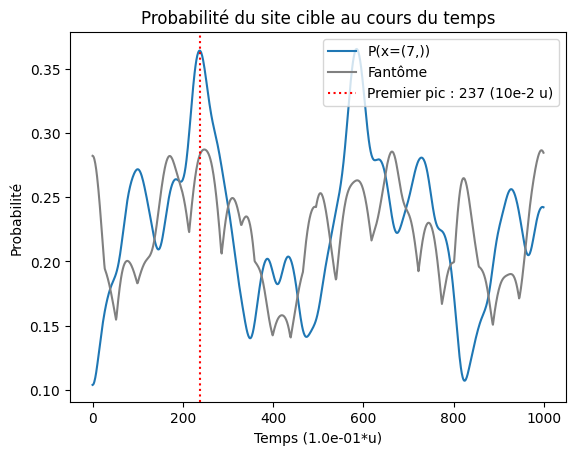 Probabilité du site cible au cours du temps
P(x=(7,))
Fantôme
Premier pic : 237 (10e-2 u)
Probabilité
0.35
0.30
0.25
0.20
0.15
0.10
0 200 400 600 800 1000
Temps (1.0e-01*u)